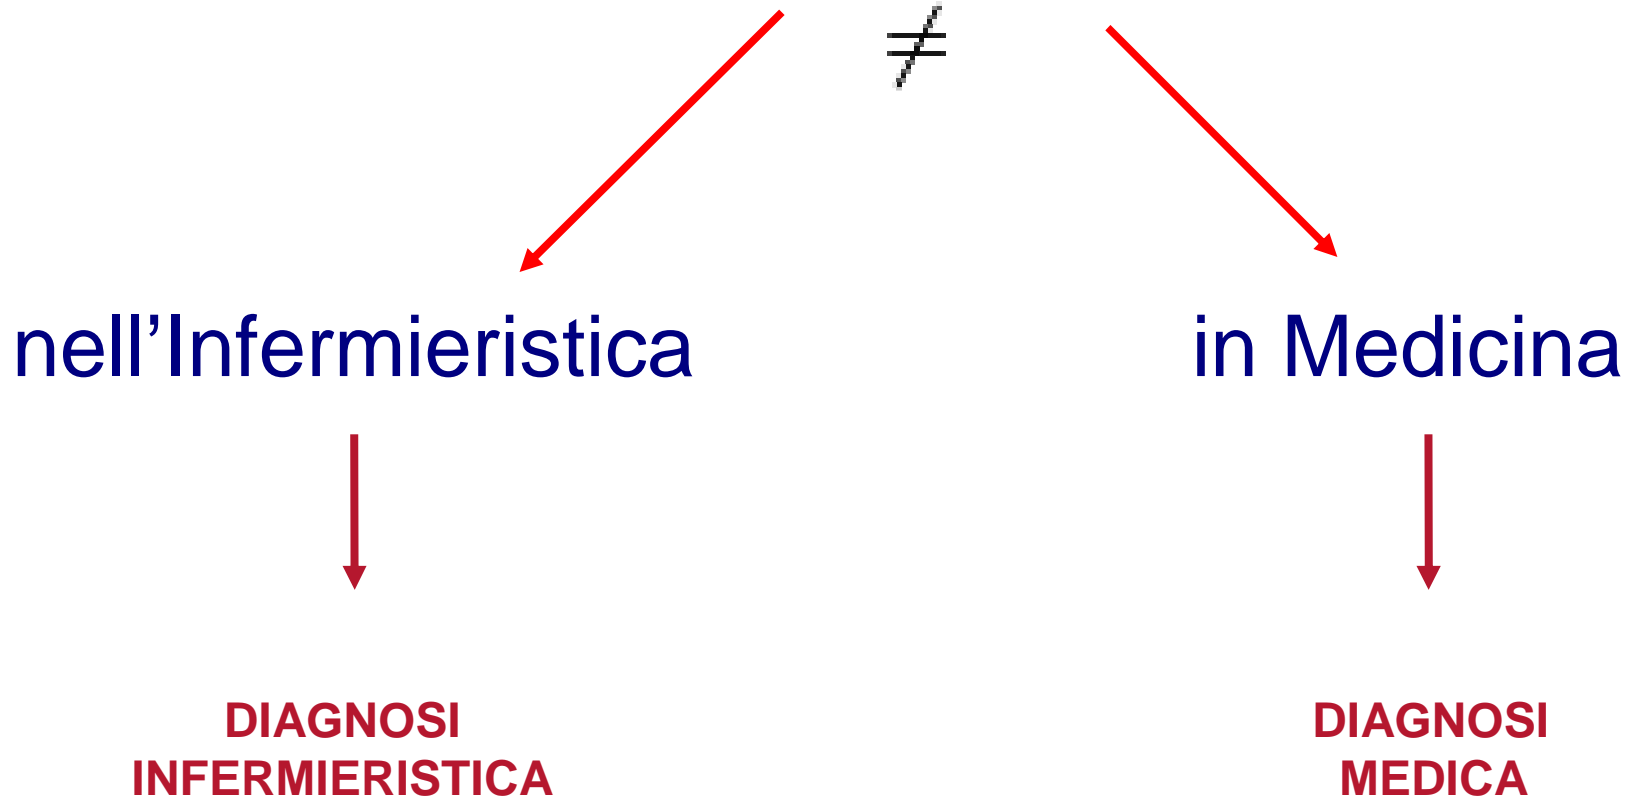 ≠
nell’Infermieristica
in Medicina
DIAGNOSI
INFERMIERISTICA
DIAGNOSI
MEDICA